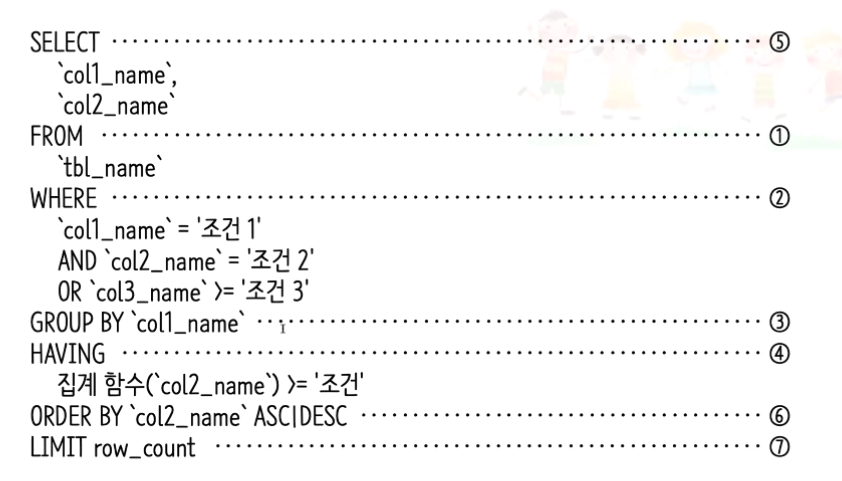 SELECT ⑤
`col1_name`,
`col2_name`
FROM ①
`tbl_name`
WHERE ②
`col1_name` = '조건 1'
AND `col2_name` = '조건 2'
OR `col3_name` >= '조건 3'
GROUP BY `col1_name` ③
HAVING ④
집계 함수(`col2_name`) >= '조건'
ORDER BY `col2_name` ASC|DESC ⑥
LIMIT row_count ⑦